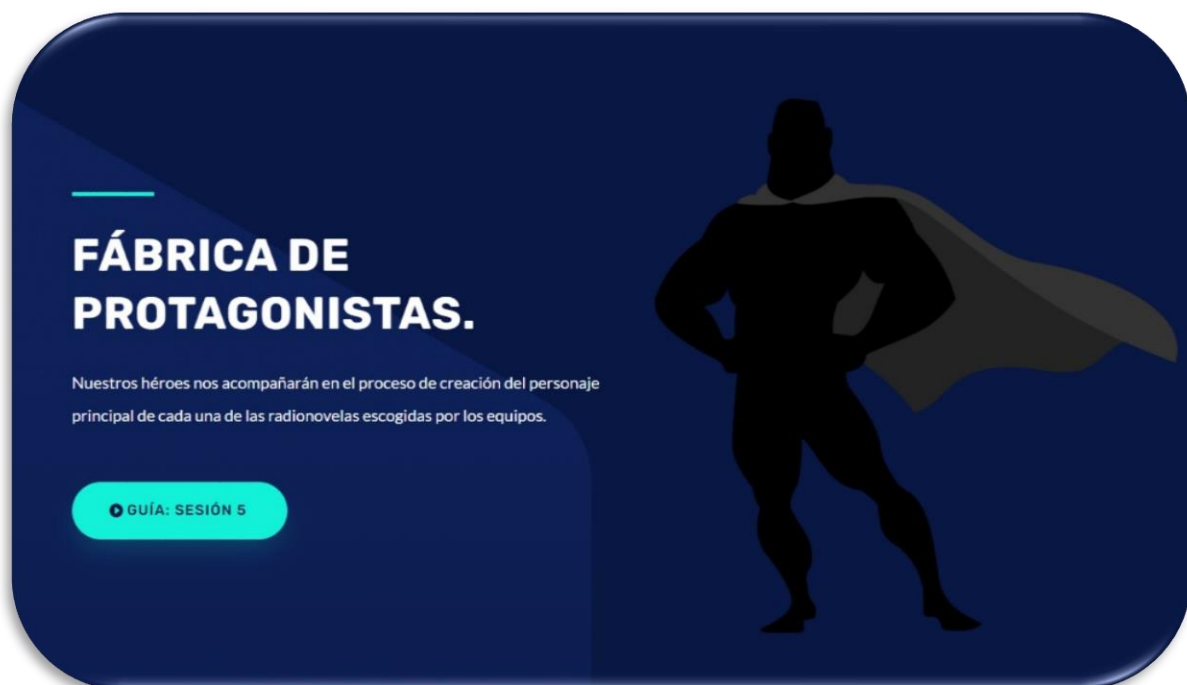 FÁBRICA DE
PROTAGONISTAS.
Nuestros héroes nos acompañarán en el proceso de creación del personaje
principal de cada una de las radionovelas escogidas por los equipos.
GUÍA: SESIÓN 5